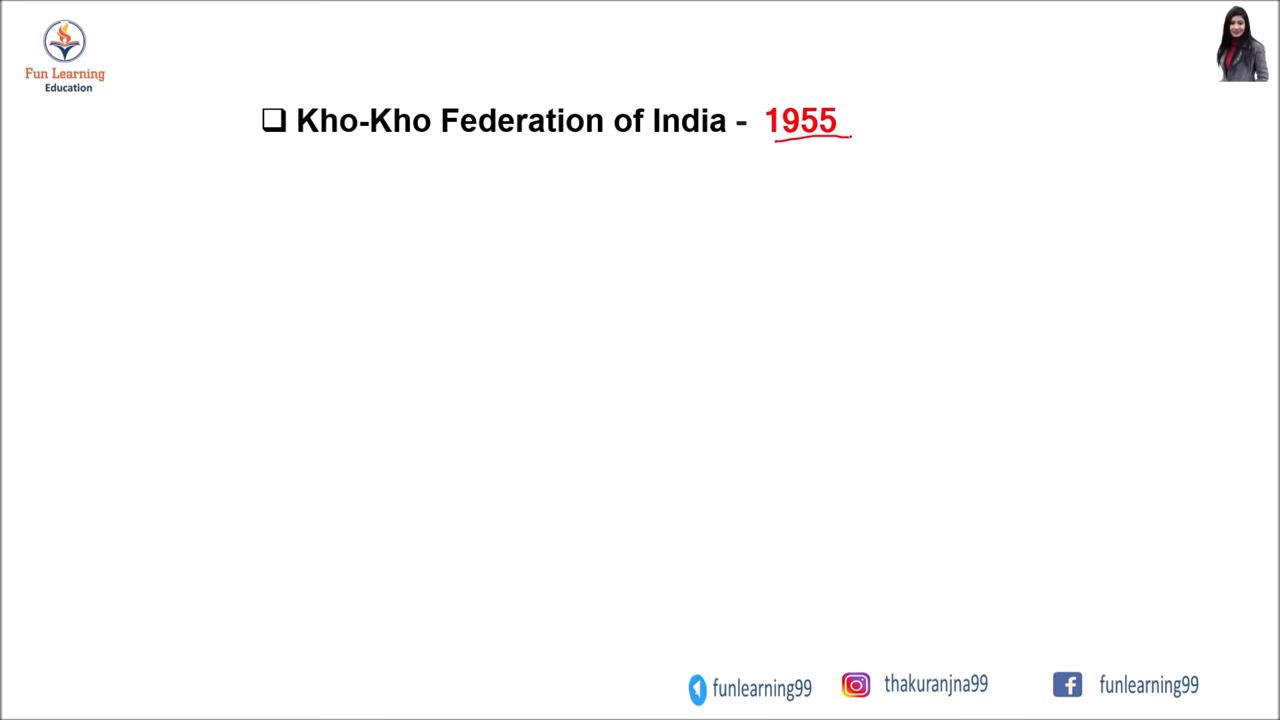 Fun Learning
Education
❑ Kho-Kho Federation of India - 1955
funlearning99
thakuranjna99
funlearning99